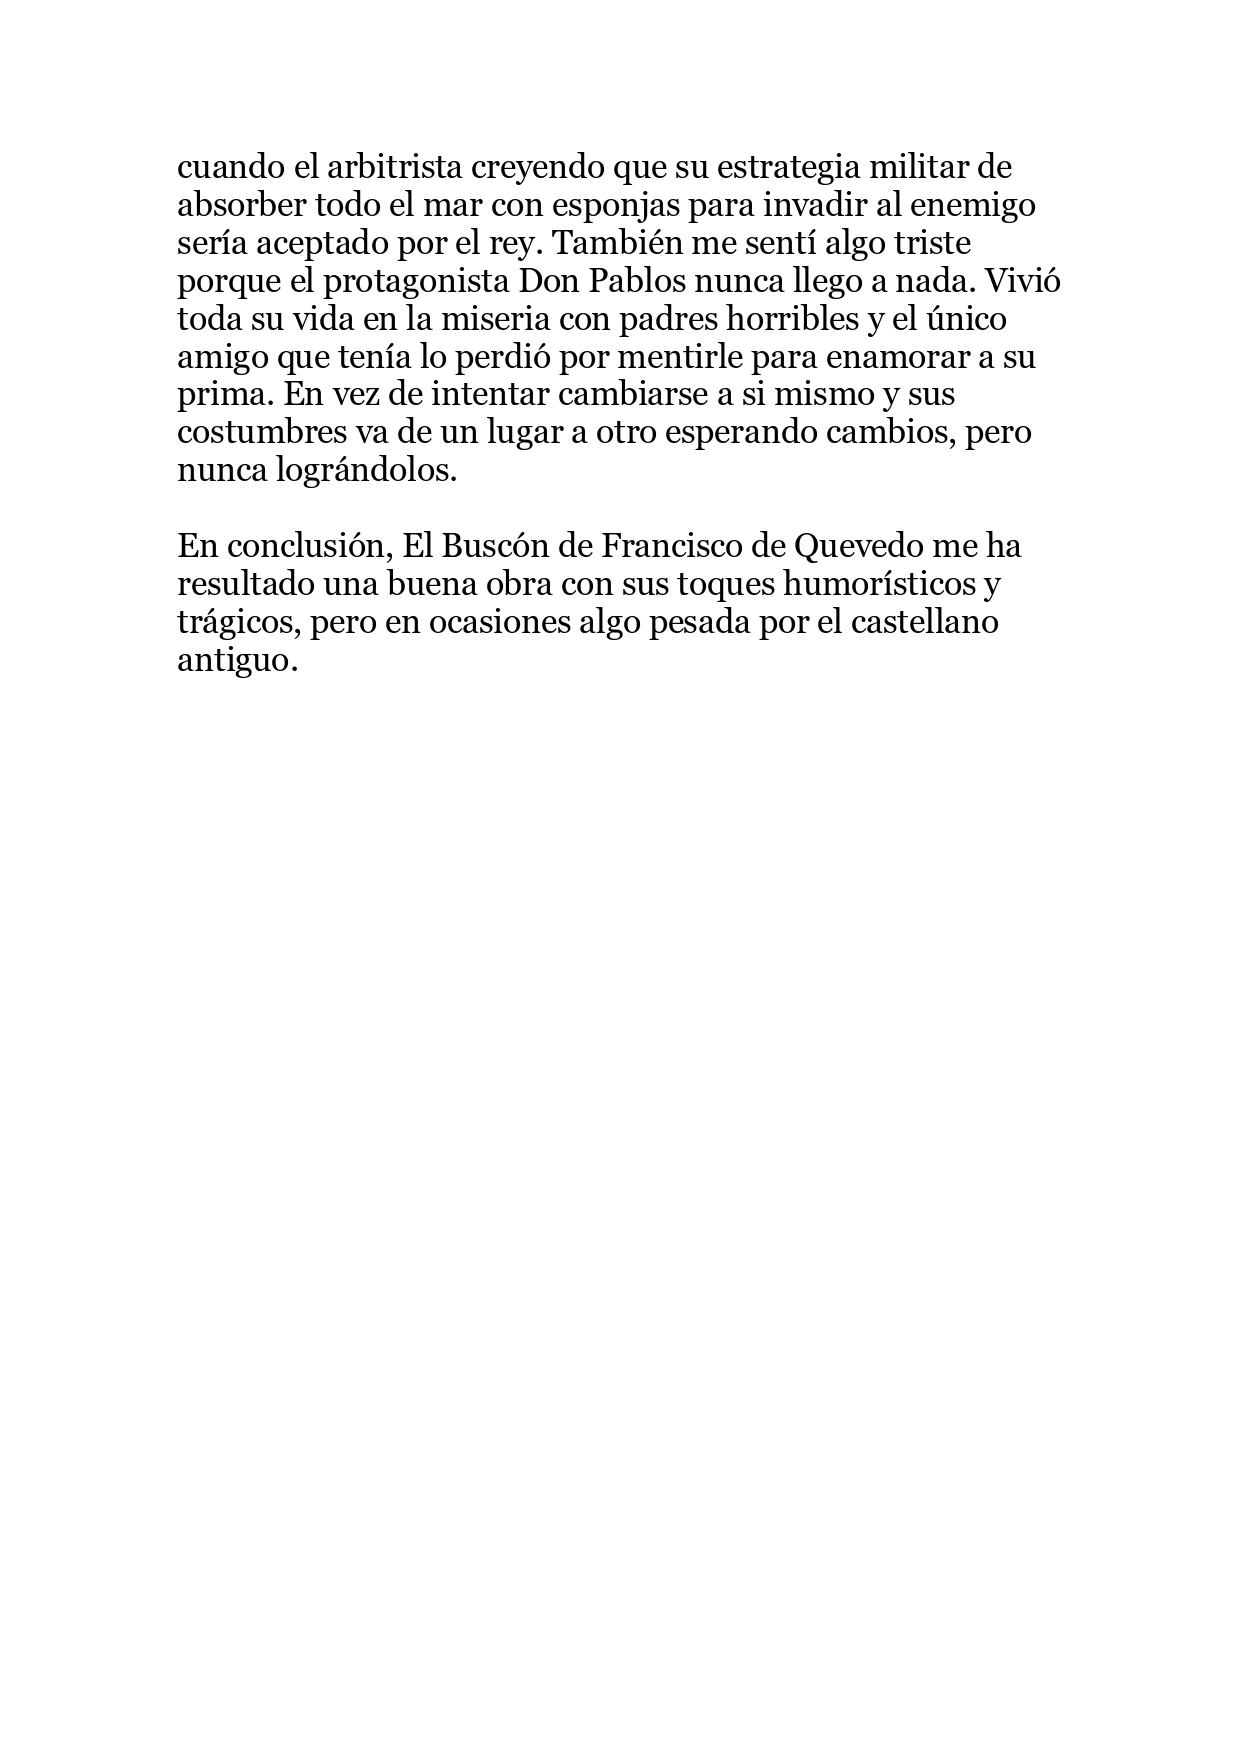 cuando el arbitrista creyendo que su estrategia militar de
absorber todo el mar con esponjas para invadir al enemigo
sería aceptado por el rey. También me sentí algo triste
porque el protagonista Don Pablos nunca llego a nada. Vivió
toda su vida en la miseria con padres horribles y el único
amigo que tenía lo perdió por mentirle para enamorar a su
prima. En vez de intentar cambiarse a si mismo y sus
costumbres va de un lugar a otro esperando cambios, pero
nunca lográndolos.
En conclusión, El Buscón de Francisco de Quevedo me ha
resultado una buena obra con sus toques humorísticos y
trágicos, pero en ocasiones algo pesada por el castellano
antiguo.